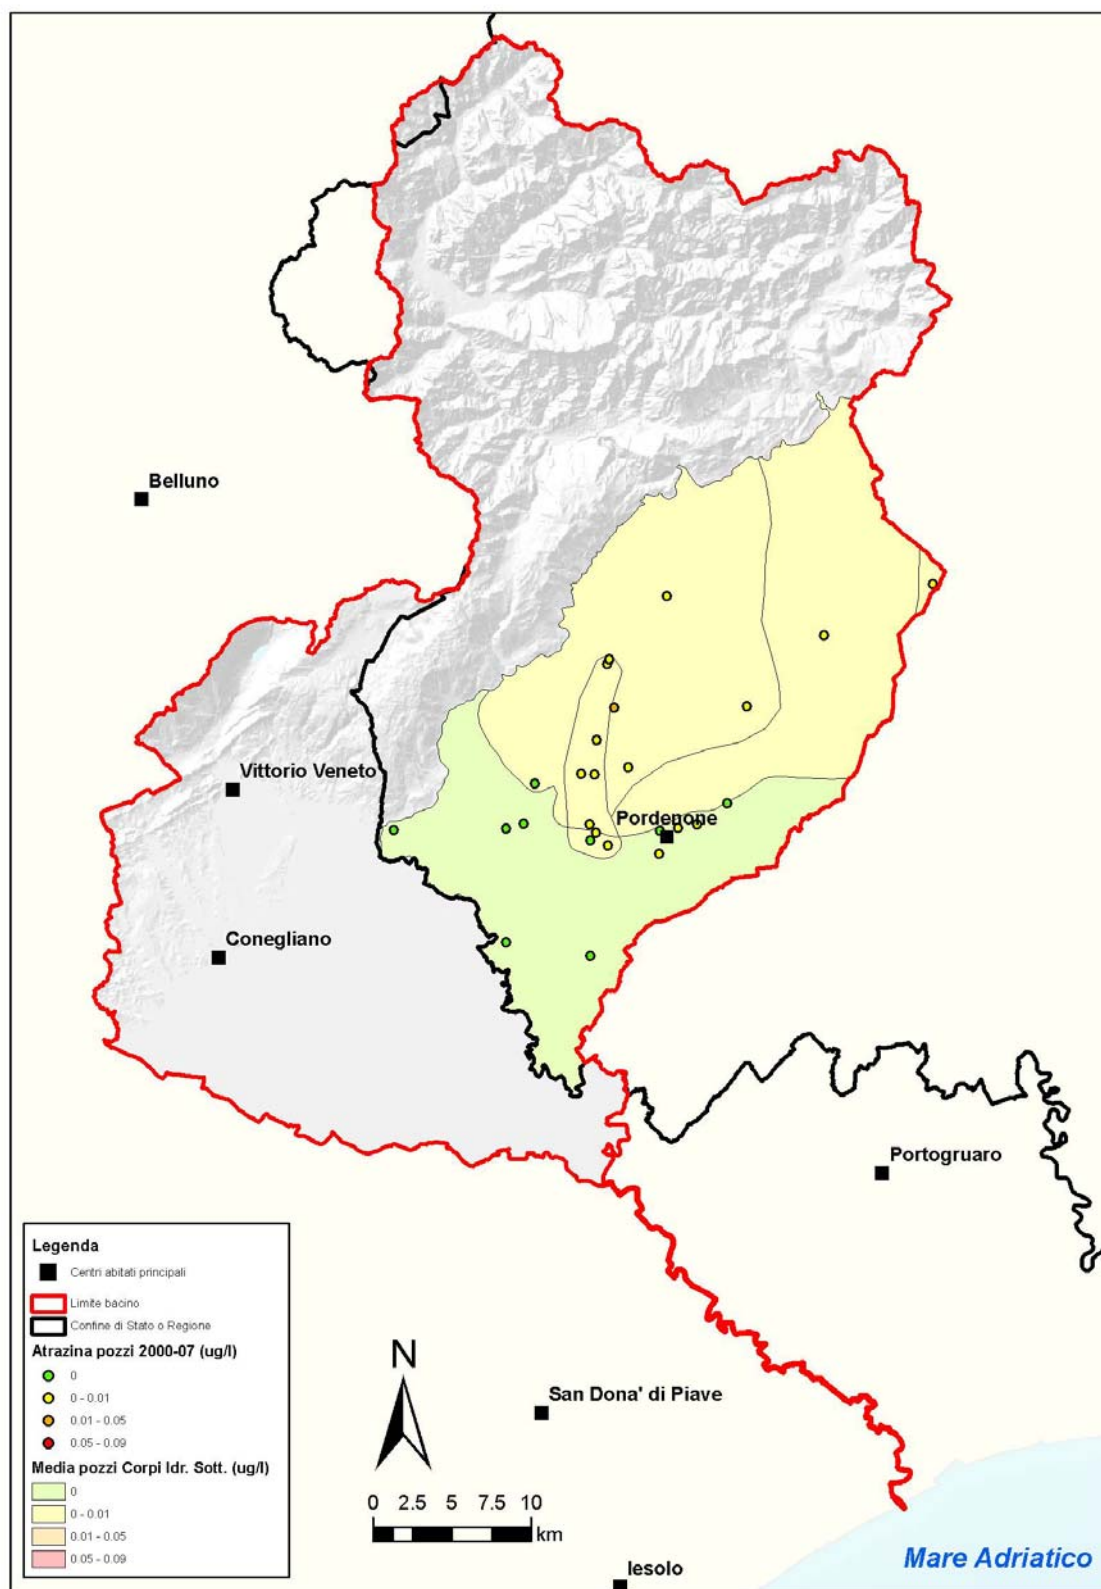 Belluno
Vittorio Veneto
Pordenone
Conegliano
Portogruaro
San Dona' di Piave
Iesolo
Mare Adriatico
Legenda
Centri abitati principali
Limite bacino
Confine di Stato o Regione
Atrazina pozzi 2000-07 (ug/l)
0
0 - 0.01
0.01 - 0.05
0.05 - 0.09
Media pozzi Corpi Idr. Sott. (ug/l)
0
0 - 0.01
0.01 - 0.05
0.05 - 0.09
N
0 2.5 5 7.5 10
km